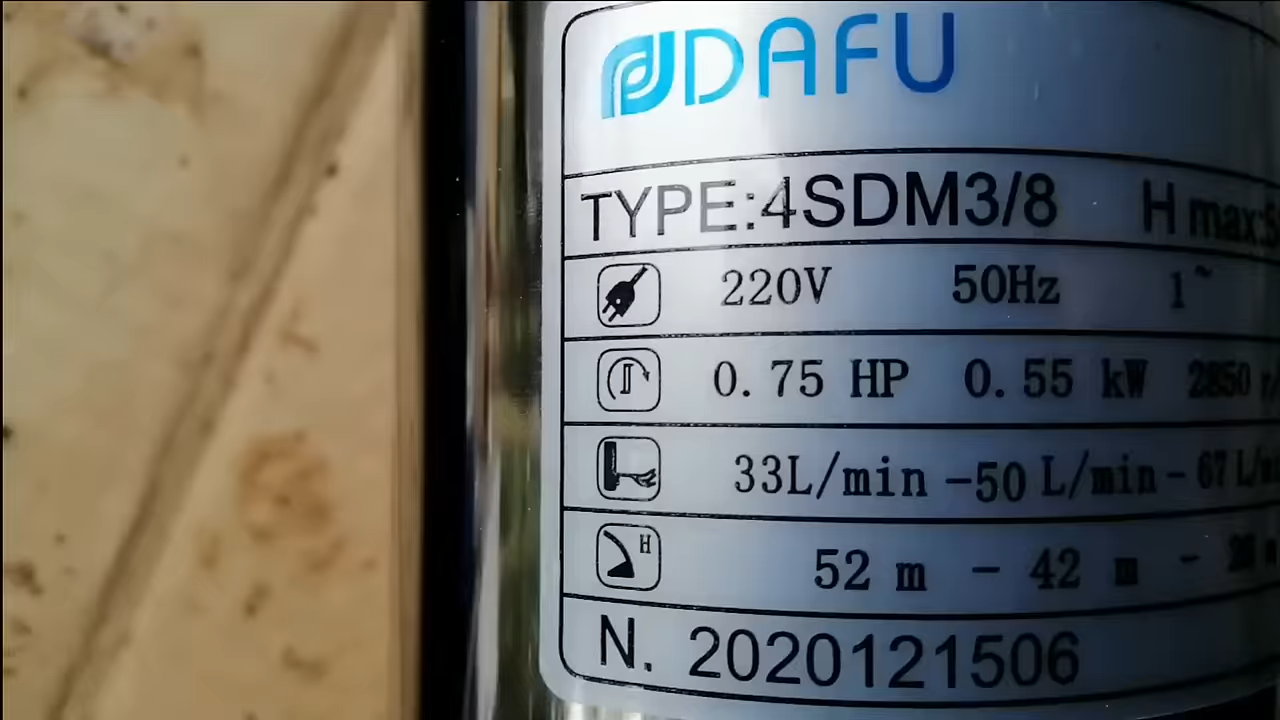 DAFU
TYPE:4SDM3/8 H max:
220V 50Hz 1~
0.75 HP 0.55 kW 2850
33L/min -50 L/min - 67 L/min
52 m - 42 m -
H
N. 2020121506